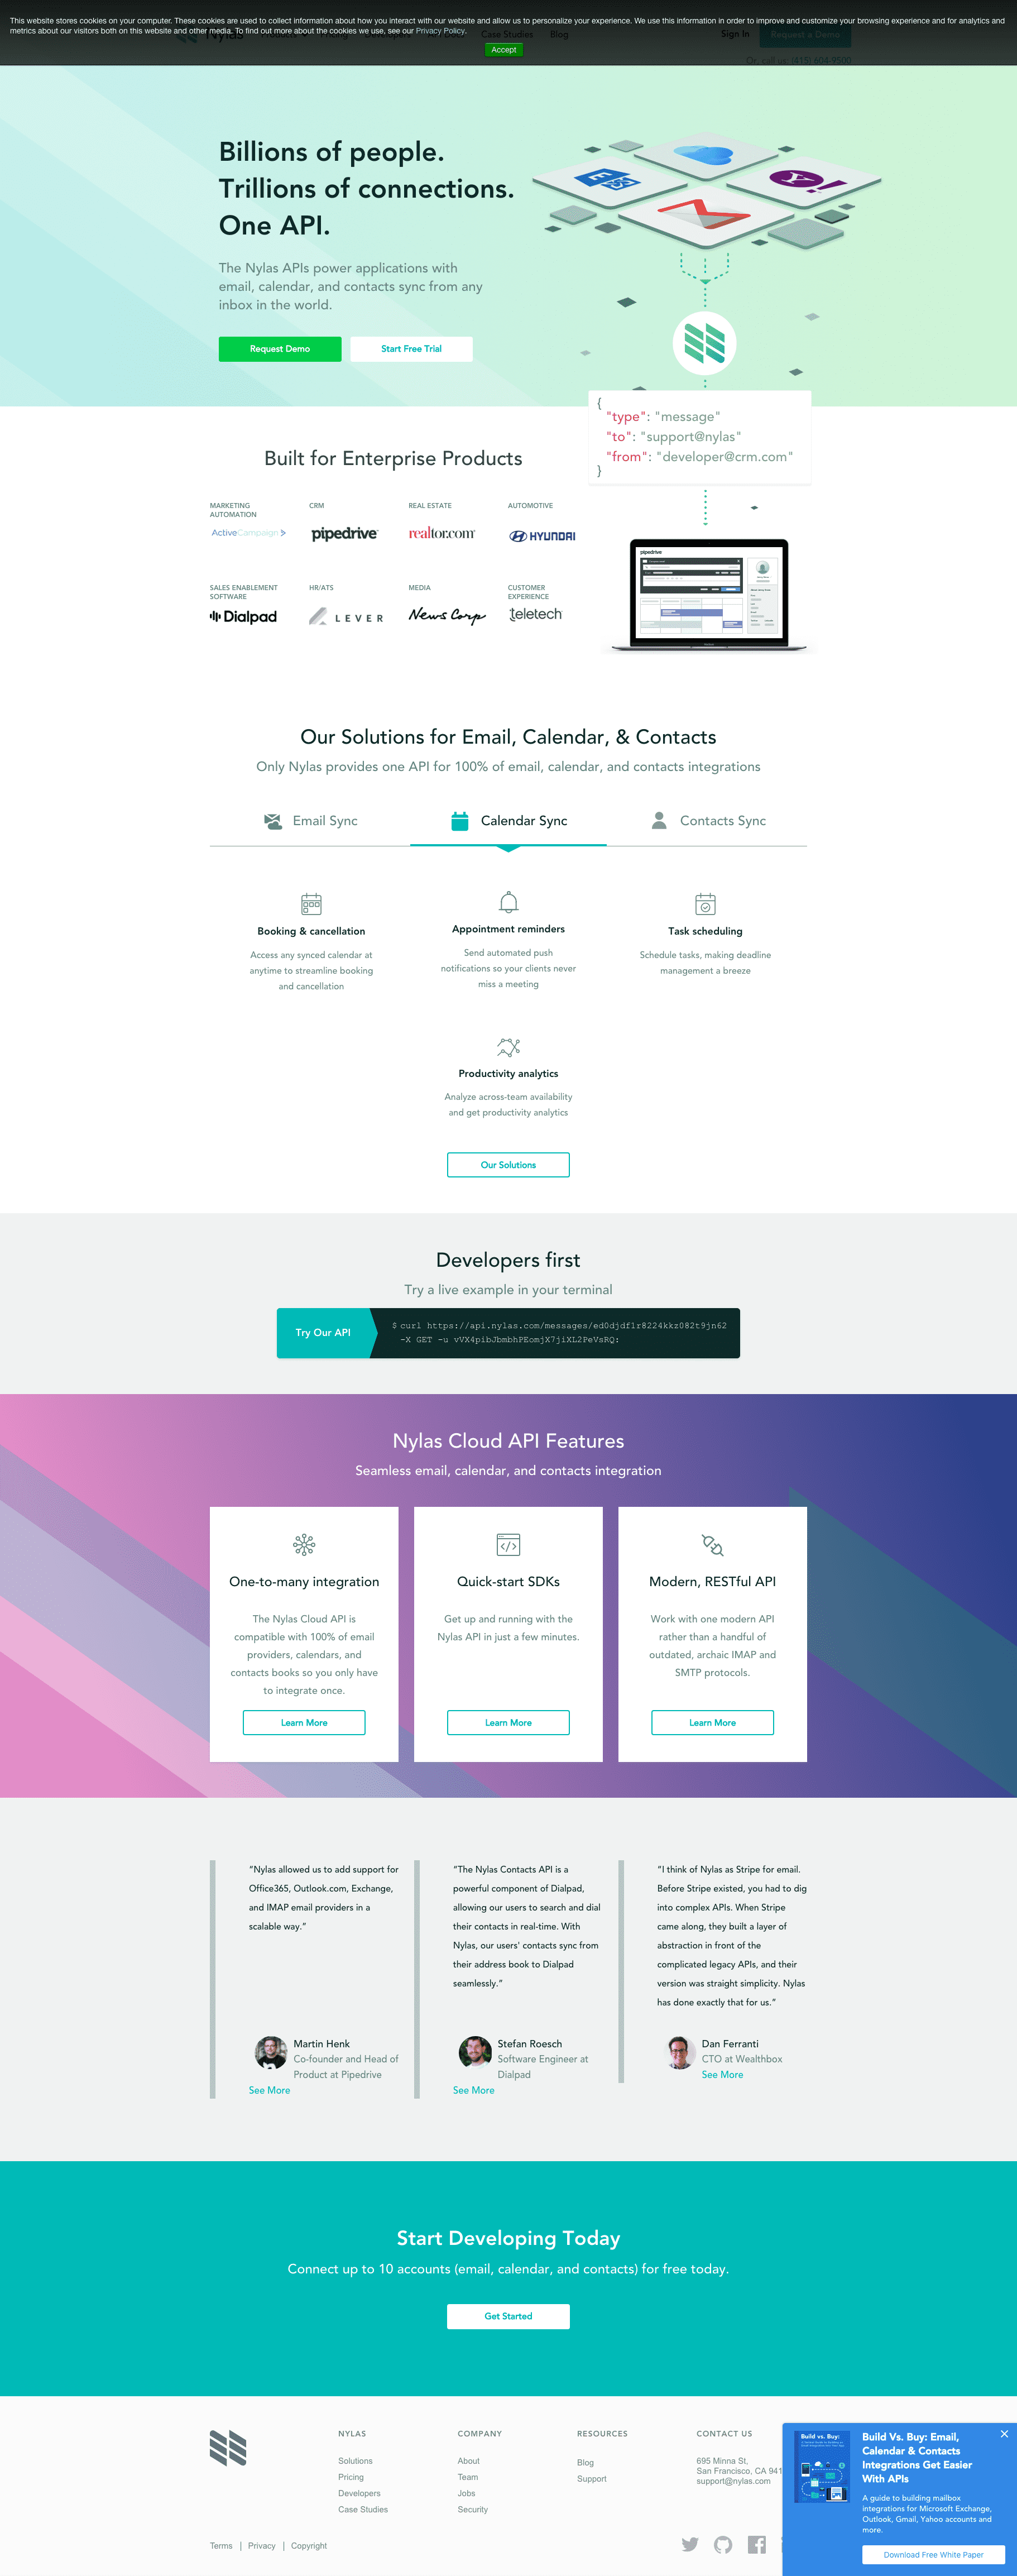 This website stores cookies on your computer. These cookies are used to collect information about how you interact with our website and allow us to personalize your experience. We use this information in order to improve and customize your browsing experience and for analytics and
metrics about our visitors both on this website and other media. To find out more about the cookies we use, see our Privacy Policy.
Accept
Nylas
Case Studies
Blog
Sign In
Request a Demo
Or, call us: (415) 604-9500
Billions of people.
Trillions of connections.
One API.
The Nylas APIs power applications with
email, calendar, and contacts sync from any
inbox in the world.
Request Demo
Start Free Trial
{
"type": "message"
"to": "support@nylas"
"from": "developer@crm.com"
}
Built for Enterprise Products
MARKETING
AUTOMATION
CRM
REAL ESTATE
AUTOMOTIVE
ActiveCampaign >
pipedrive
realtor.com
HYUNDAI
SALES ENABLEMENT
SOFTWARE
HR/ATS
MEDIA
CUSTOMER
EXPERIENCE
Dialpad
LEVER
News Corp
teletech
pipedrive
Our Solutions for Email, Calendar, & Contacts
Only Nylas provides one API for 100% of email, calendar, and contacts integrations
Email Sync
Calendar Sync
Contacts Sync
Booking & cancellation
Access any synced calendar at
anytime to streamline booking
and cancellation
Appointment reminders
Send automated push
notifications so your clients never
miss a meeting
Task scheduling
Schedule tasks, making deadline
management a breeze
Productivity analytics
Analyze across-team availability
and get productivity analytics
Our Solutions
Developers first
Try a live example in your terminal
Try Our API
$ curl https://api.nylas.com/messages/ed0djdf1r8224kkz082t9jn62
-X GET -u vVX4pibJbmbhPEomjX7jiXL2PeVsRQ:
Nylas Cloud API Features
Seamless email, calendar, and contacts integration
One-to-many integration
The Nylas Cloud API is
compatible with 100% of email
providers, calendars, and
contacts books so you only have
to integrate once.
Learn More
Quick-start SDKs
Get up and running with the
Nylas API in just a few minutes.
Learn More
Modern, RESTful API
Work with one modern API
rather than a handful of
outdated, archaic IMAP and
SMTP protocols.
Learn More
“Nylas allowed us to add support for
Office365, Outlook.com, Exchange,
and IMAP email providers in a
scalable way.”
Martin Henk
Co-founder and Head of
Product at Pipedrive
See More
“The Nylas Contacts API is a
powerful component of Dialpad,
allowing our users to search and dial
their contacts in real-time. With
Nylas, our users' contacts sync from
their address book to Dialpad
seamlessly.”
Stefan Roesch
Software Engineer at
Dialpad
See More
“I think of Nylas as Stripe for email.
Before Stripe existed, you had to dig
into complex APIs. When Stripe
came along, they built a layer of
abstraction in front of the
complicated legacy APIs, and their
version was straight simplicity. Nylas
has done exactly that for us.”
Dan Ferranti
CTO at Wealthbox
See More
Start Developing Today
Connect up to 10 accounts (email, calendar, and contacts) for free today.
Get Started
NYLAS
Solutions
Pricing
Developers
Case Studies
COMPANY
About
Team
Jobs
Security
RESOURCES
Blog
Support
CONTACT US
695 Minna St,
San Francisco, CA 941
support@nylas.com
Terms | Privacy | Copyright
Build vs. Buy:
Build Vs. Buy: Email,
Calendar & Contacts
Integrations Get Easier
With APIs
A guide to building mailbox
integrations for Microsoft Exchange,
Outlook, Gmail, Yahoo accounts and
more.
Download Free White Paper